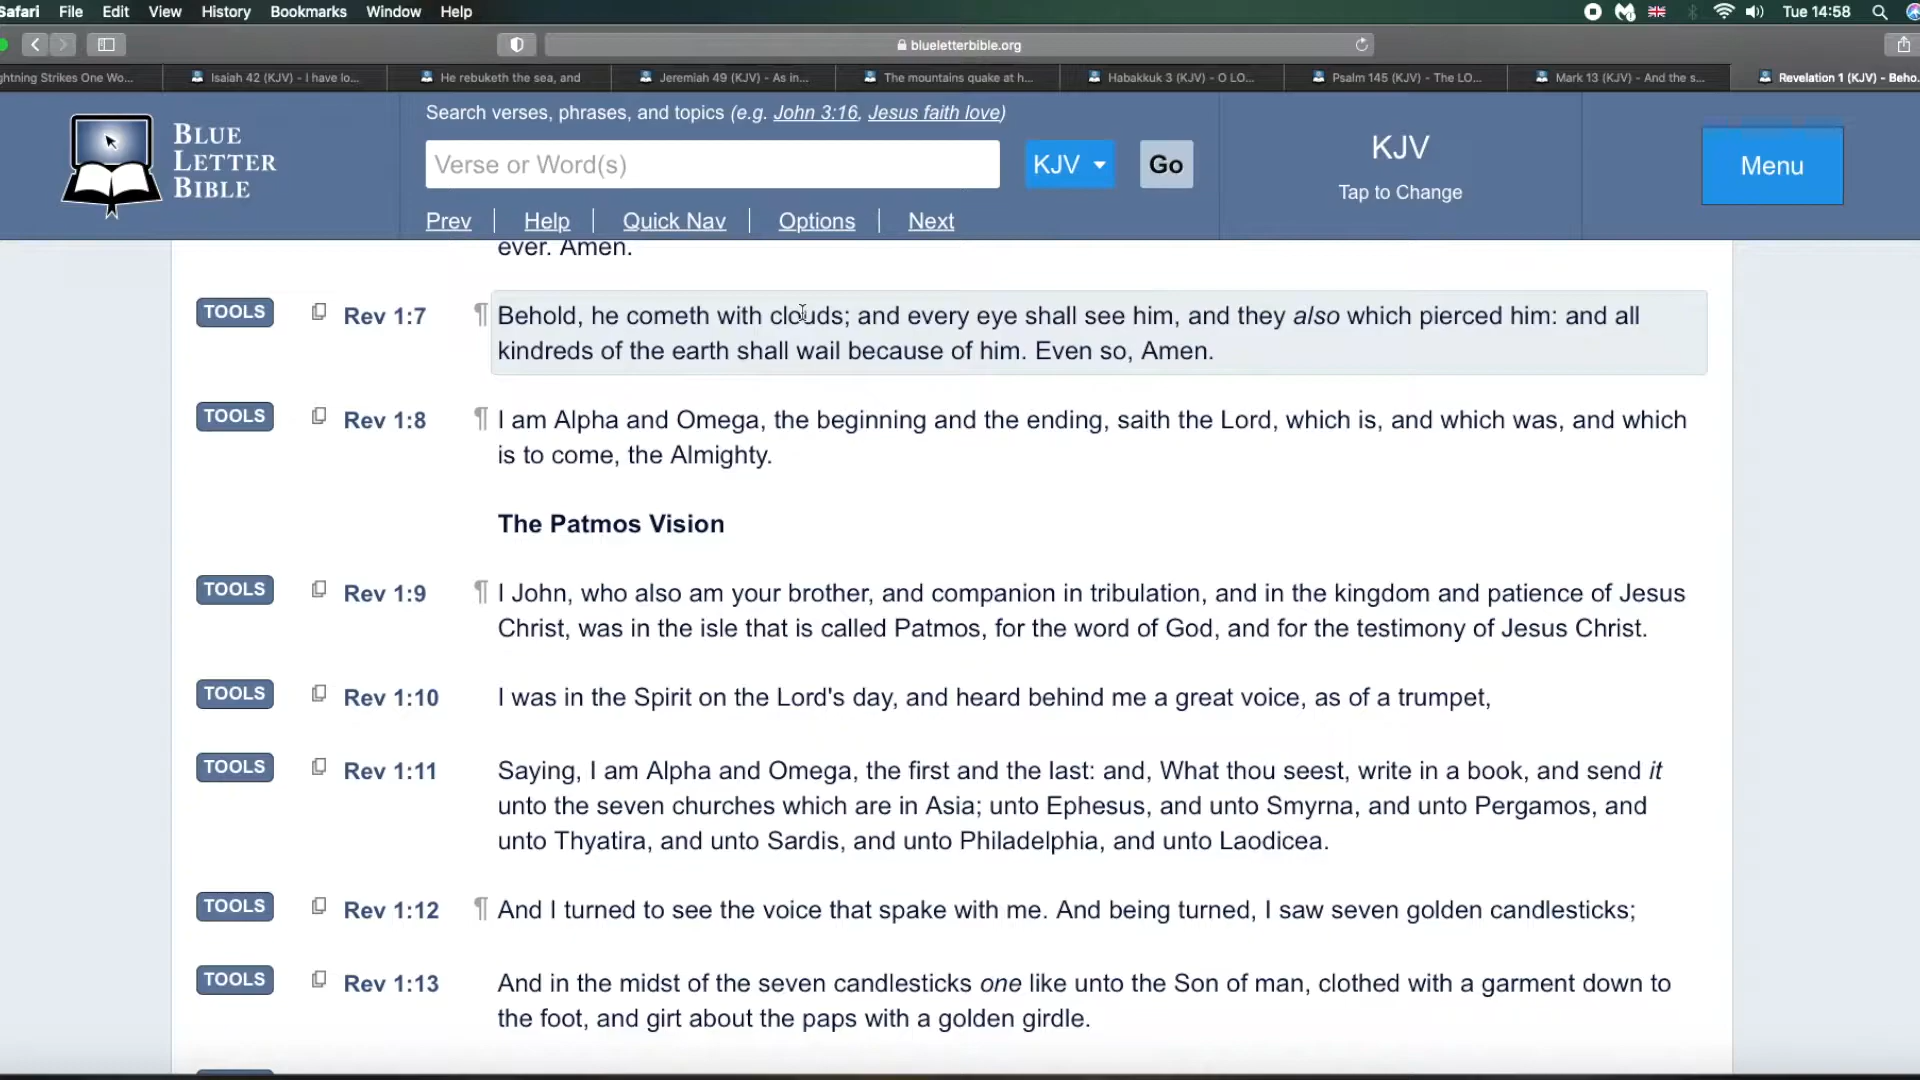 Safari File Edit View History Bookmarks Window Help Tue 14:58
blueletterbible.org
ghtning Strikes One Wo... Isaiah 42 (KJV) - I have lo... He rebuketh the sea, and Jeremiah 49 (KJV) - As in... The mountains quake at h... Habakkuk 3 (KJV) - O LO... Psalm 145 (KJV) - The LO... Mark 13 (KJV) - And the s... Revelation 1 (KJV) - Beho...
Search verses, phrases, and topics (e.g. John 3:16, Jesus faith love)
BLUE
LETTER
BIBLE
Verse or Word(s) KJV Go
KJV
Tap to Change
Menu
Prev Help Quick Nav Options Next
ever. Amen.
TOOLS Rev 1:7 ¶ Behold, he cometh with clouds; and every eye shall see him, and they also which pierced him: and all
kindreds of the earth shall wail because of him. Even so, Amen.
TOOLS Rev 1:8 ¶ I am Alpha and Omega, the beginning and the ending, saith the Lord, which is, and which was, and which
is to come, the Almighty.
The Patmos Vision
TOOLS Rev 1:9 ¶ I John, who also am your brother, and companion in tribulation, and in the kingdom and patience of Jesus
Christ, was in the isle that is called Patmos, for the word of God, and for the testimony of Jesus Christ.
TOOLS Rev 1:10 I was in the Spirit on the Lord's day, and heard behind me a great voice, as of a trumpet,
TOOLS Rev 1:11 Saying, I am Alpha and Omega, the first and the last: and, What thou seest, write in a book, and send it
unto the seven churches which are in Asia; unto Ephesus, and unto Smyrna, and unto Pergamos, and
unto Thyatira, and unto Sardis, and unto Philadelphia, and unto Laodicea.
TOOLS Rev 1:12 ¶ And I turned to see the voice that spake with me. And being turned, I saw seven golden candlesticks;
TOOLS Rev 1:13 And in the midst of the seven candlesticks one like unto the Son of man, clothed with a garment down to
the foot, and girt about the paps with a golden girdle.